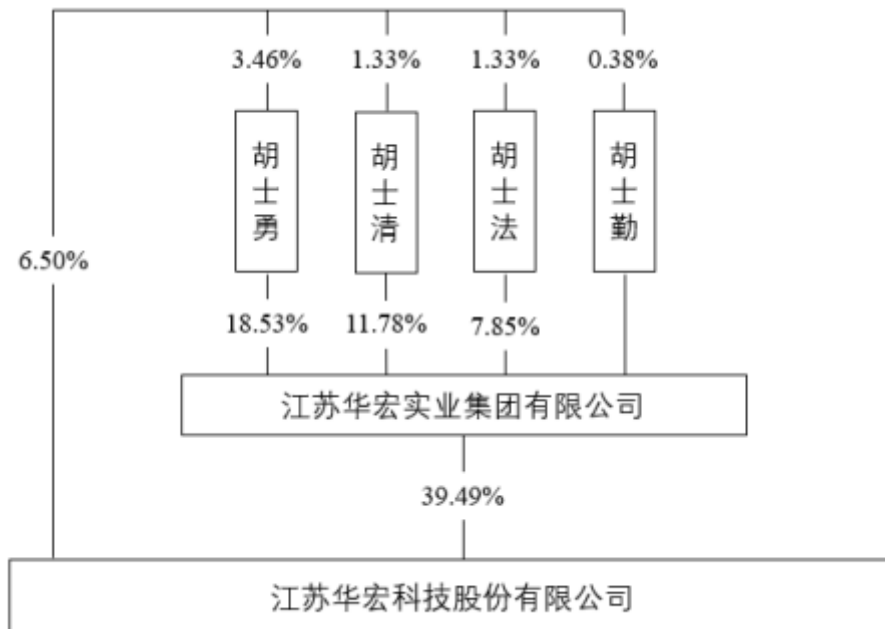 3.46% 1.33% 1.33% 0.38%
胡士勇
胡士清
胡士法
胡士勤
6.50%
18.53% 11.78% 7.85%
江苏华宏实业集团有限公司
39.49%
江苏华宏科技股份有限公司